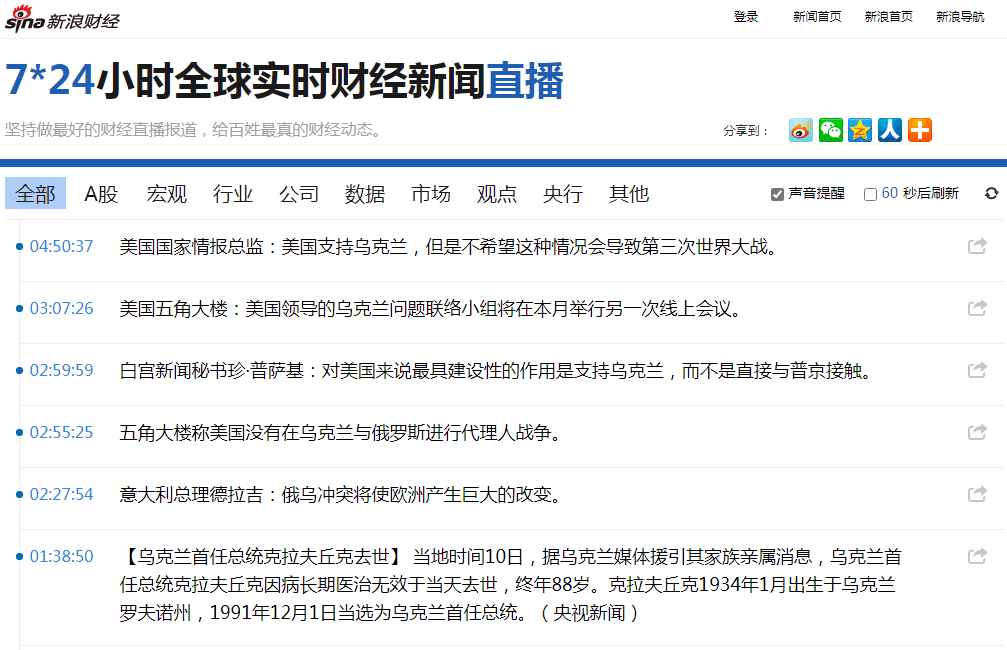 sina新浪财经
登录 新闻首页 新浪首页 新浪导航
7*24小时全球实时财经新闻直播
坚持做最好的财经直播报道，给百姓最真的财经动态。
分享到：
全部 A股 宏观 行业 公司 数据 市场 观点 央行 其他 声音提醒 60 秒后刷新
04:50:37 美国国家情报总监：美国支持乌克兰，但是不希望这种情况会导致第三次世界大战。
03:07:26 美国五角大楼：美国领导的乌克兰问题联络小组将在本月举行另一次线上会议。
02:59:59 白宫新闻秘书珍·普萨基：对美国来说最具建设性的作用是支持乌克兰，而不是直接与普京接触。
02:55:25 五角大楼称美国没有在乌克兰与俄罗斯进行代理人战争。
02:27:54 意大利总理德拉吉：俄乌冲突将使欧洲产生巨大的改变。
01:38:50 【乌克兰首任总统克拉夫丘克去世】 当地时间10日，据乌克兰媒体援引其家族亲属消息，乌克兰首
任总统克拉夫丘克因病长期医治无效于当天去世，终年88岁。克拉夫丘克1934年1月出生于乌克兰
罗夫诺州，1991年12月1日当选为乌克兰首任总统。（央视新闻）